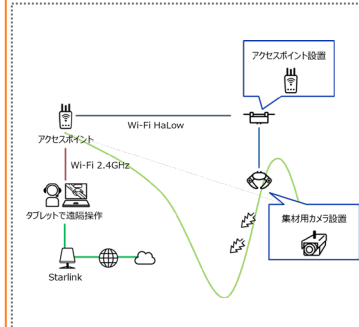 アクセスポイント設置
Wi-Fi HaLow
アクセスポイント
Wi-Fi 2.4GHz
タブレットで遠隔操作
集材用カメラ設置
Starlink